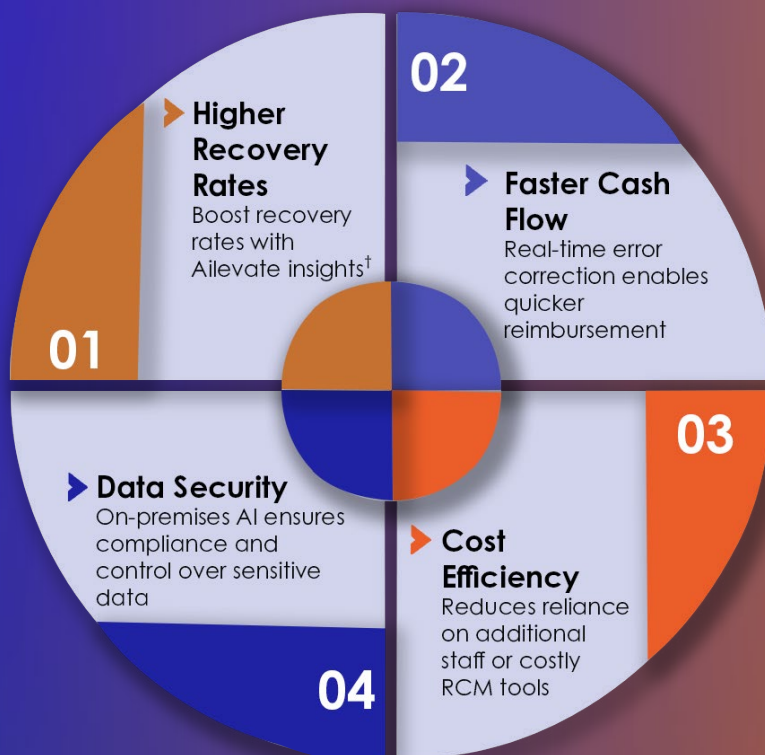 01
Higher
Recovery
Rates
Boost recovery
rates with
Ailevate insights†
02
Faster Cash
Flow
Real-time error
correction enables
quicker
reimbursement
03
Cost
Efficiency
Reduces reliance
on additional
staff or costly
RCM tools
04
Data Security
On-premises AI ensures
compliance and
control over sensitive
data